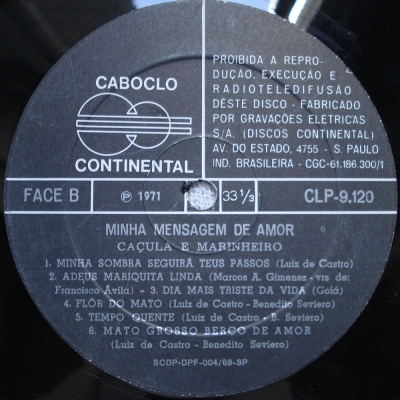 CABOCLO
CONTINENTAL
PROIBIDA A REPRO-
DUÇÃO, EXECUÇÃO E
RADIOTELEDIFUSÃO
DÊSTE DISCO - FABRICADO
POR GRAVAÇÕES ELETRICAS
S/A. (DISCOS CONTINENTAL)
AV. DO ESTADO, 4755 - S. PAULO
IND. BRASILEIRA - CGC-61.186.300/1
FACE B
Ⓟ 1971
33 1/3
CLP-9.120
MINHA MENSAGEM DE AMOR
CAÇULA E MARINHEIRO
1. MINHA SOMBRA SEGUIRÁ TEUS PASSOS (Luiz de Castro)
2. ADEUS MARIQUITA LINDA (Marcos A. Gimenez - vrs de:
Francisco Ávila) - 3. DIA MAIS TRISTE DA VIDA (Goiá)
4. FLÔR DO MATO (Luiz de Castro - Benedito Seviero)
5. TEMPO QUENTE (Luiz de Castro - B. Seviero)
6. MATO GROSSO BERÇO DE AMOR
(Luiz de Castro - Benedito Seviero)
SCDP-DPF-004/69-SP